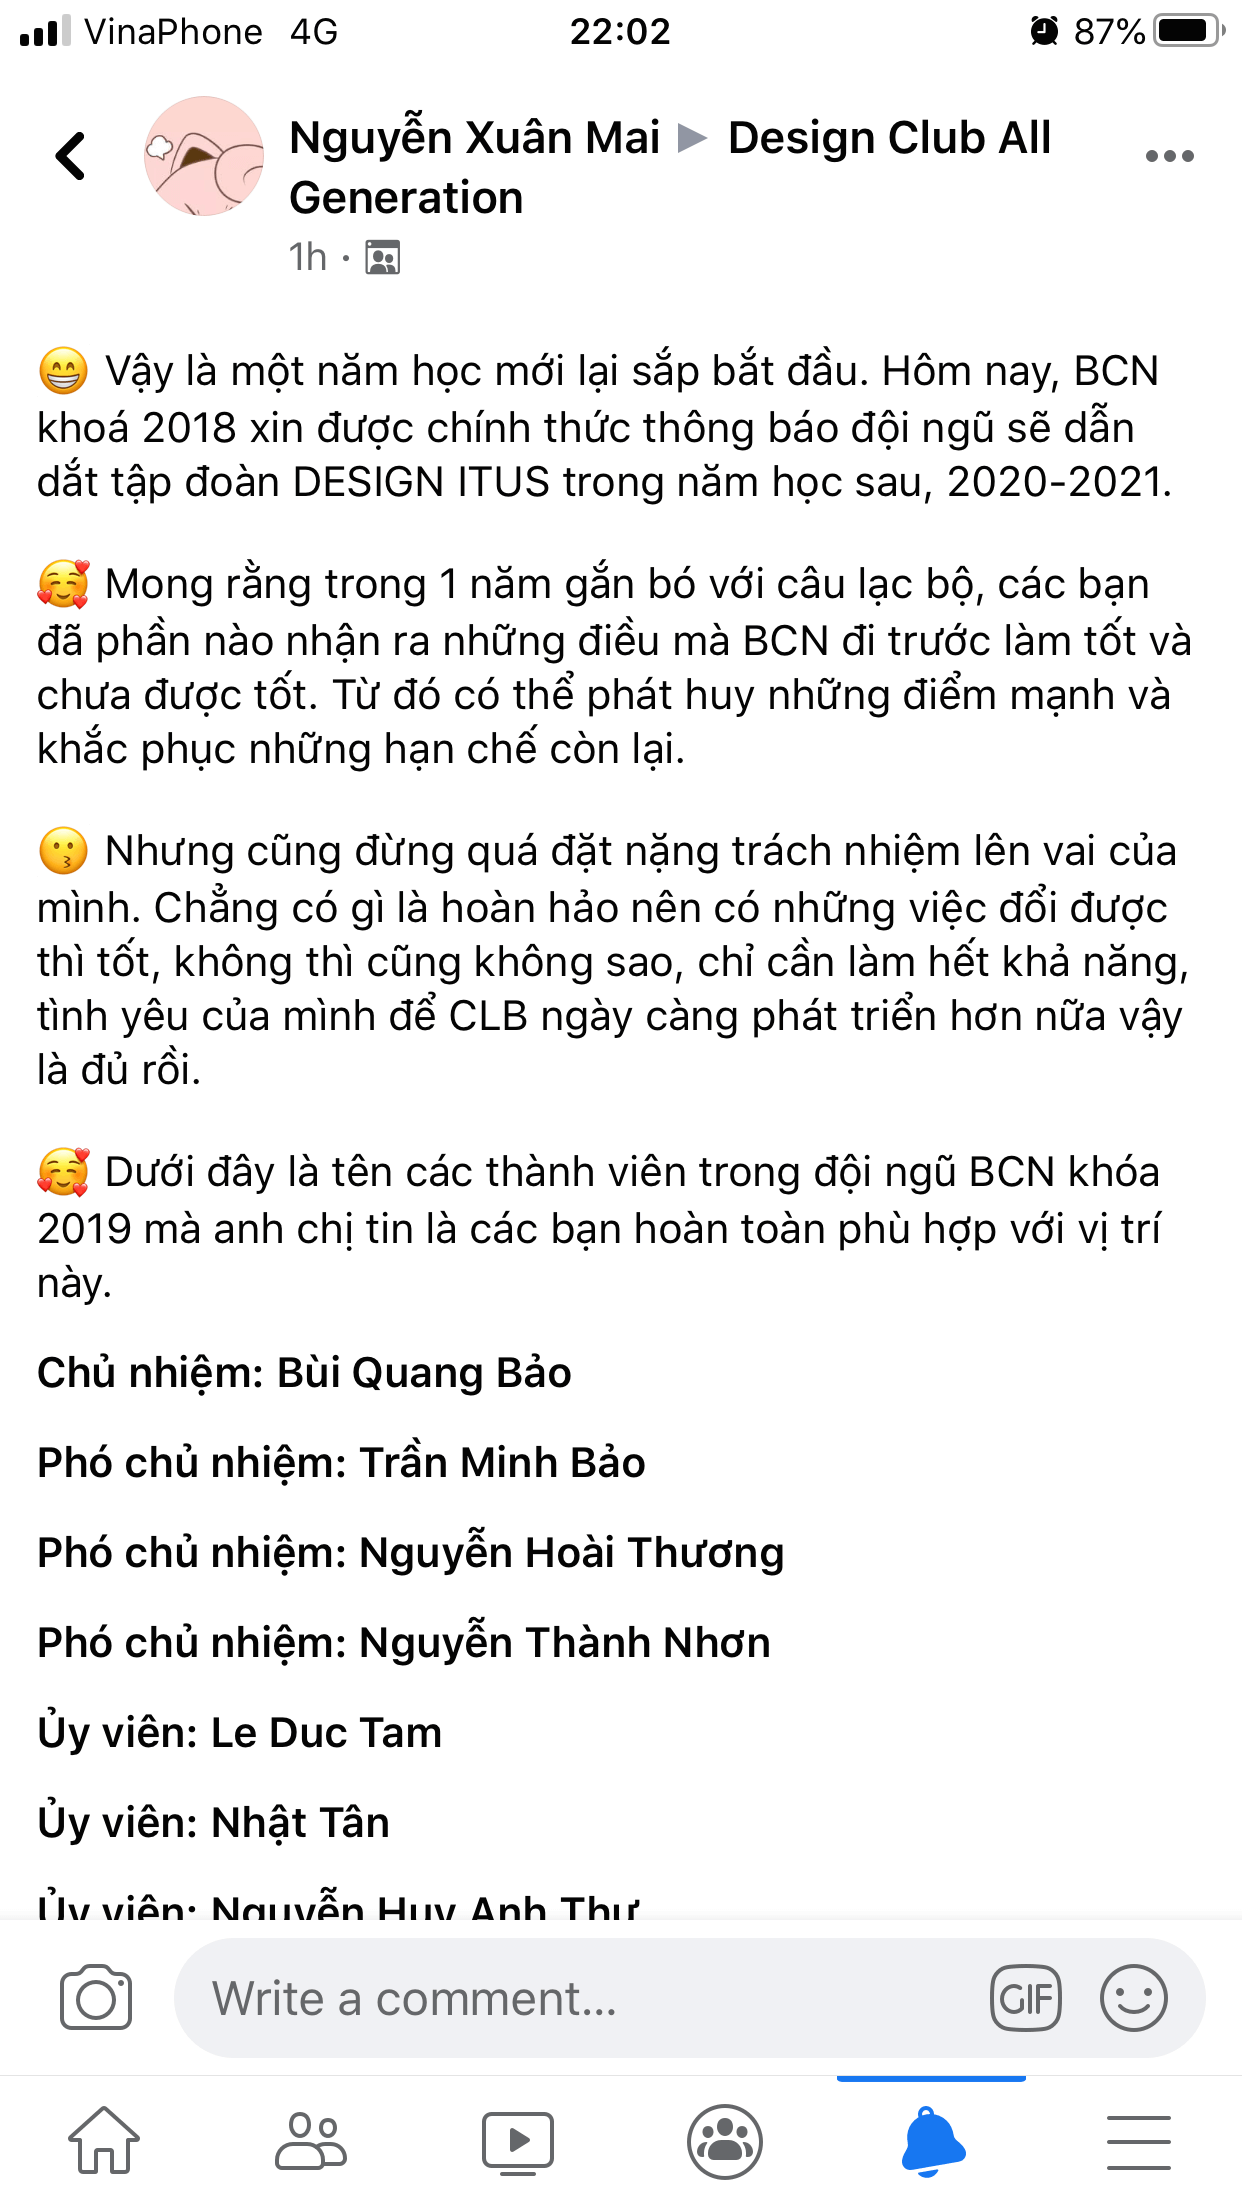 VinaPhone 4G 22:02 87%
Nguyễn Xuân Mai ▶ Design Club All
Generation
1h ·
😁 Vậy là một năm học mới lại sắp bắt đầu. Hôm nay, BCN
khoá 2018 xin được chính thức thông báo đội ngũ sẽ dẫn
dắt tập đoàn DESIGN ITUS trong năm học sau, 2020-2021.
🥰 Mong rằng trong 1 năm gắn bó với câu lạc bộ, các bạn
đã phần nào nhận ra những điều mà BCN đi trước làm tốt và
chưa được tốt. Từ đó có thể phát huy những điểm mạnh và
khắc phục những hạn chế còn lại.
😗 Nhưng cũng đừng quá đặt nặng trách nhiệm lên vai của
mình. Chẳng có gì là hoàn hảo nên có những việc đổi được
thì tốt, không thì cũng không sao, chỉ cần làm hết khả năng,
tình yêu của mình để CLB ngày càng phát triển hơn nữa vậy
là đủ rồi.
🥰 Dưới đây là tên các thành viên trong đội ngũ BCN khóa
2019 mà anh chị tin là các bạn hoàn toàn phù hợp với vị trí
này.
Chủ nhiệm: Bùi Quang Bảo
Phó chủ nhiệm: Trần Minh Bảo
Phó chủ nhiệm: Nguyễn Hoài Thương
Phó chủ nhiệm: Nguyễn Thành Nhơn
Ủy viên: Le Duc Tam
Ủy viên: Nhật Tân
Ủy viên: Nguyễn Huy Anh Thư
Write a comment...
GIF